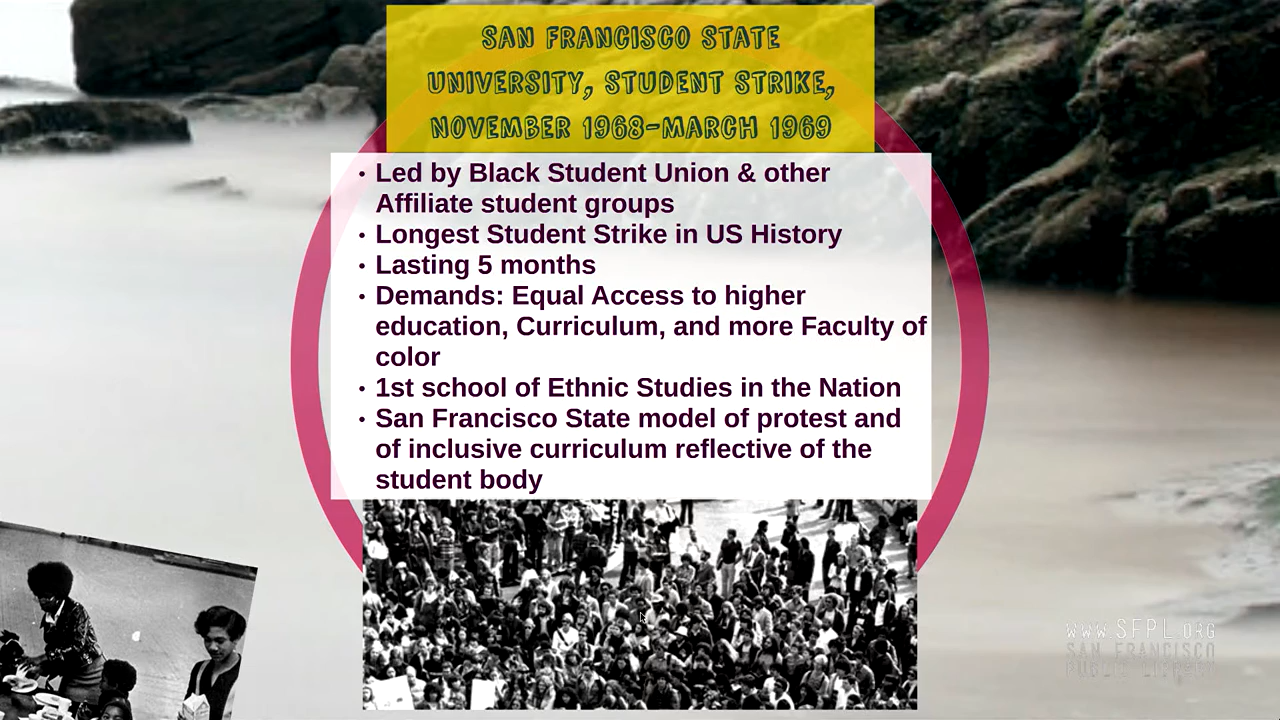 SAN FRANCISCO STATE
UNIVERSITY, STUDENT STRIKE,
NOVEMBER 1968-MARCH 1969
• Led by Black Student Union & other
Affiliate student groups
• Longest Student Strike in US History
• Lasting 5 months
• Demands: Equal Access to higher
education, Curriculum, and more Faculty of
color
• 1st school of Ethnic Studies in the Nation
• San Francisco State model of protest and
of inclusive curriculum reflective of the
student body
WWW.SFPL.ORG
SAN FRANCISCO
PUBLIC LIBRARY